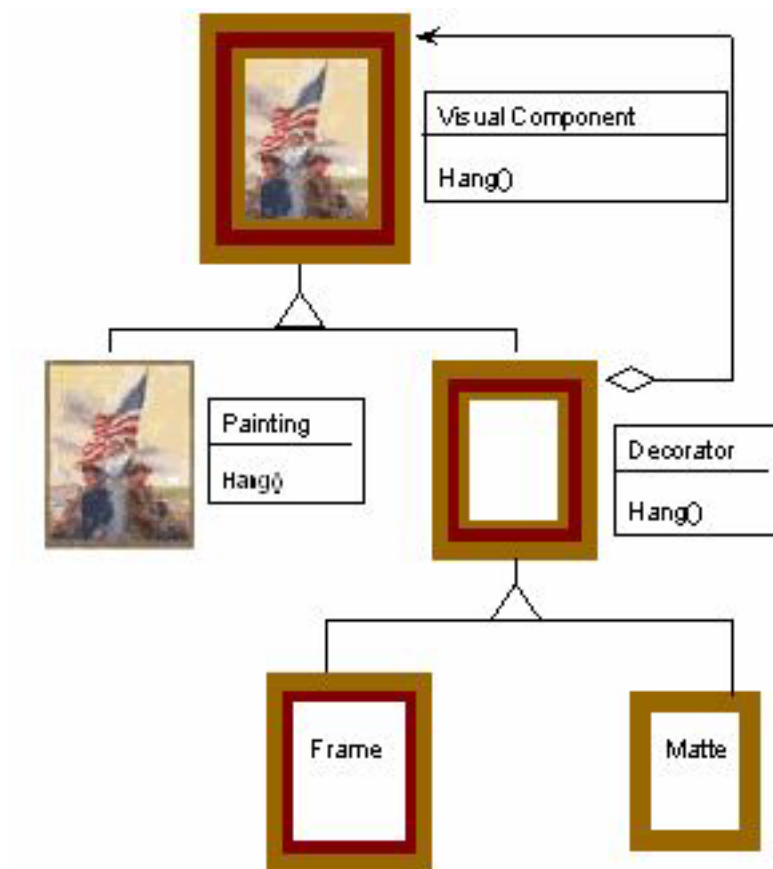 Visual Component
Hang()
Painting
Hang()
Decorator
Hang()
Frame
Matte